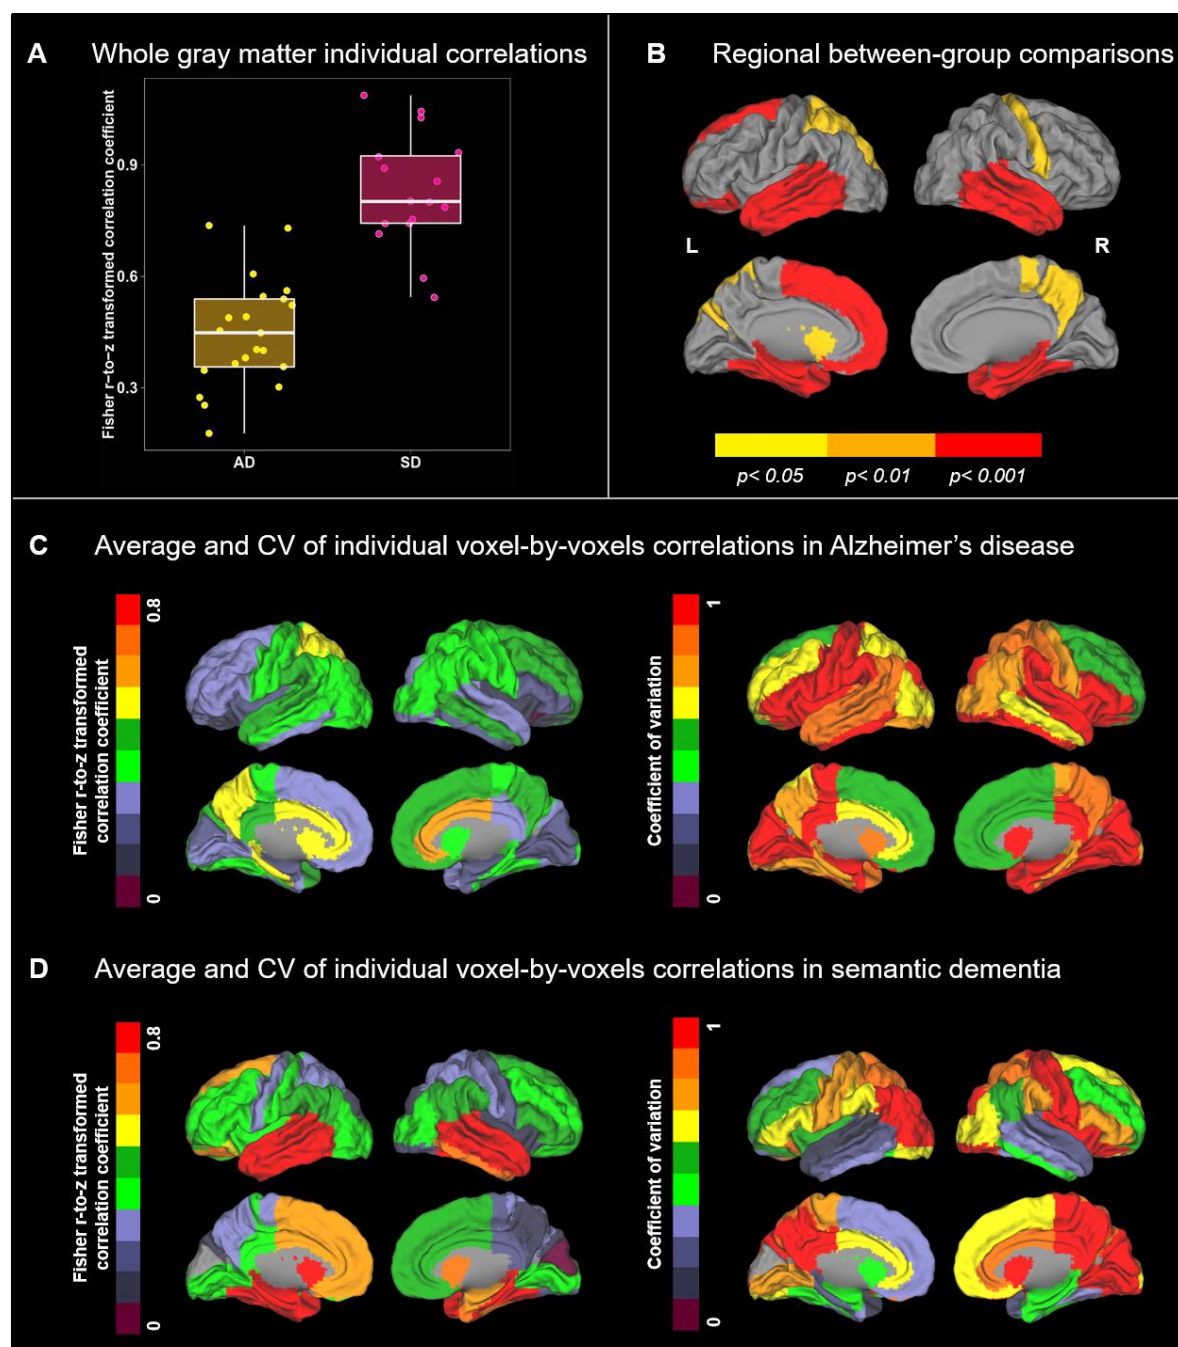 A Whole gray matter individual correlations
Fisher r−to−z transformed correlation coefficient
0.9
0.6
0.3
AD SD
B Regional between-group comparisons
L R
p< 0.05 p< 0.01 p< 0.001
C Average and CV of individual voxel-by-voxels correlations in Alzheimer's disease
Fisher r-to-z transformed
correlation coefficient
0.8
0
Coefficient of variation
1
0
D Average and CV of individual voxel-by-voxels correlations in semantic dementia
Fisher r-to-z transformed
correlation coefficient
0.8
0
Coefficient of variation
1
0